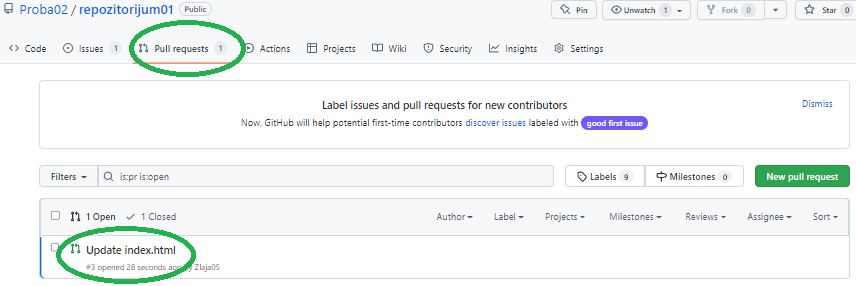 Proba02 / repozitorijum01 Public Pin Unwatch 1 Fork 0 Star 0
Code Issues 1 Pull requests 1 Actions Projects Wiki Security Insights Settings
Label issues and pull requests for new contributors Dismiss
Now, GitHub will help potential first-time contributors discover issues labeled with good first issue
Filters is:pr is:open Labels 9 Milestones 0 New pull request
1 Open 1 Closed Author Label Projects Milestones Reviews Assignee Sort
Update index.html
#3 opened 28 seconds ago by Zlaja05